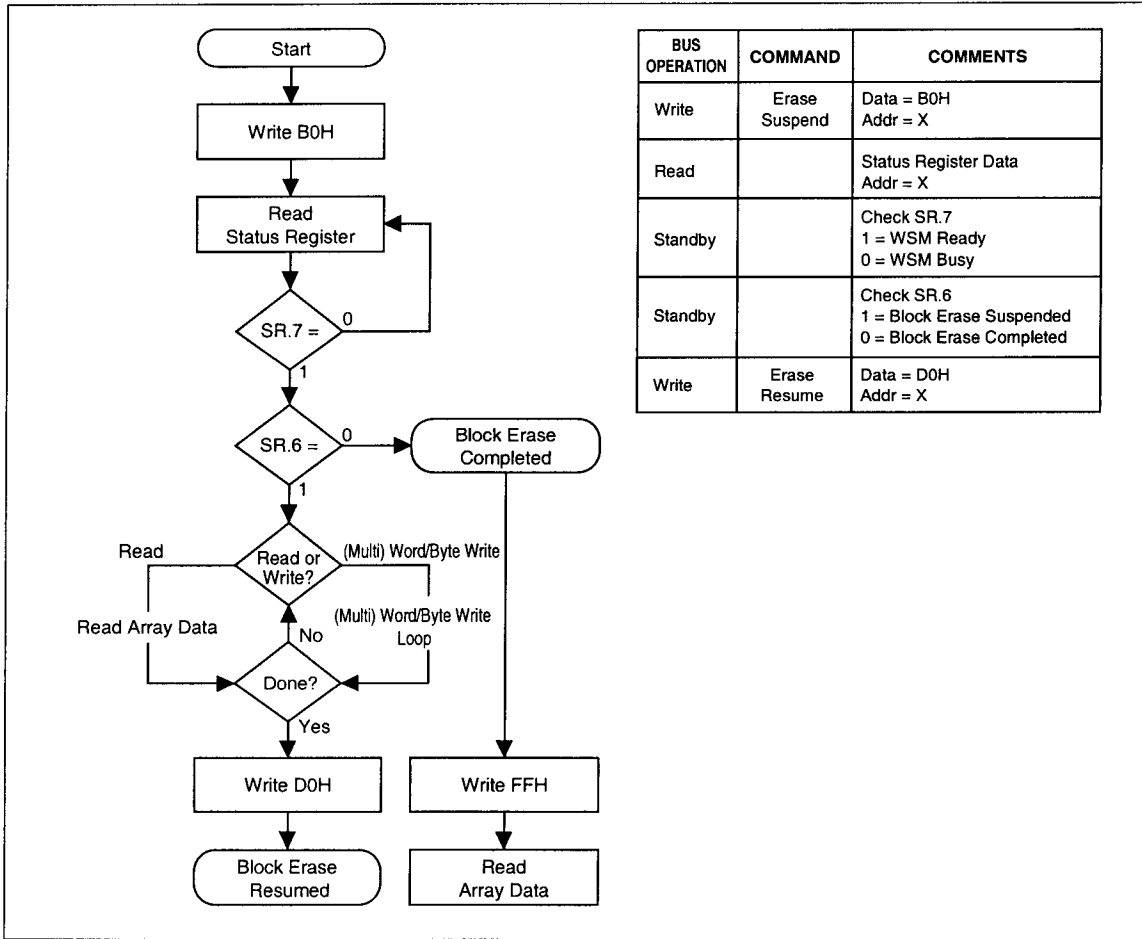 Start
Write B0H
Read
Status Register
SR.7 =
0
1
SR.6 =
0
Block Erase
Completed
1
Read
Read or
Write?
(Multi) Word/Byte Write
Read Array Data
(Multi) Word/Byte Write
Loop
No
Done?
Yes
Write D0H
Write FFH
Block Erase
Resumed
Read
Array Data
BUS
OPERATION
COMMAND
COMMENTS
Write
Erase
Suspend
Data = B0H
Addr = X
Read
Status Register Data
Addr = X
Standby
Check SR.7
1 = WSM Ready
0 = WSM Busy
Standby
Check SR.6
1 = Block Erase Suspended
0 = Block Erase Completed
Write
Erase
Resume
Data = D0H
Addr = X